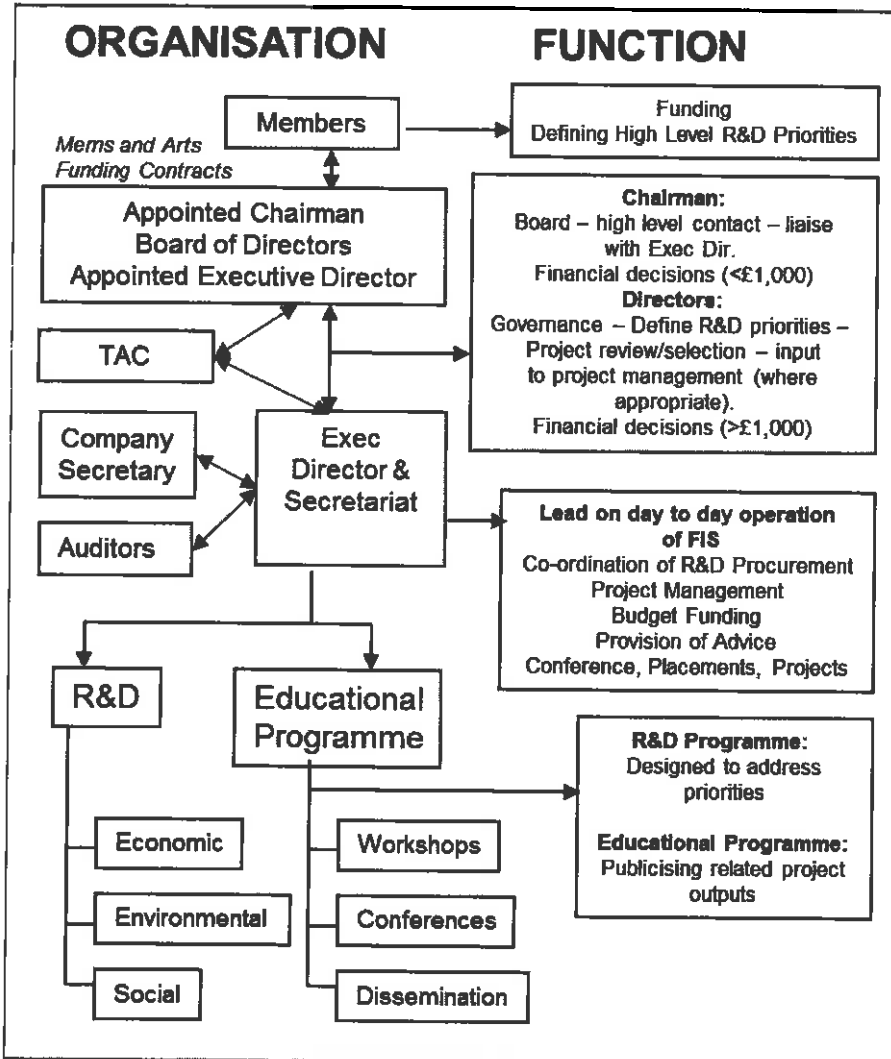 ORGANISATION
FUNCTION
Members
Funding
Defining High Level R&D Priorities
Mems and Arts
Funding Contracts
Appointed Chairman
Board of Directors
Appointed Executive Director
Chairman:
Board – high level contact – liaise
with Exec Dir.
Financial decisions (<£1,000)
Directors:
Governance – Define R&D priorities –
Project review/selection – input
to project management (where
appropriate).
Financial decisions (>£1,000)
TAC
Company
Secretary
Auditors
Exec
Director &
Secretariat
Lead on day to day operation
of FIS
Co-ordination of R&D Procurement
Project Management
Budget Funding
Provision of Advice
Conference, Placements, Projects
R&D
Educational
Programme
R&D Programme:
Designed to address
priorities
Educational Programme:
Publicising related project
outputs
Economic
Environmental
Social
Workshops
Conferences
Dissemination